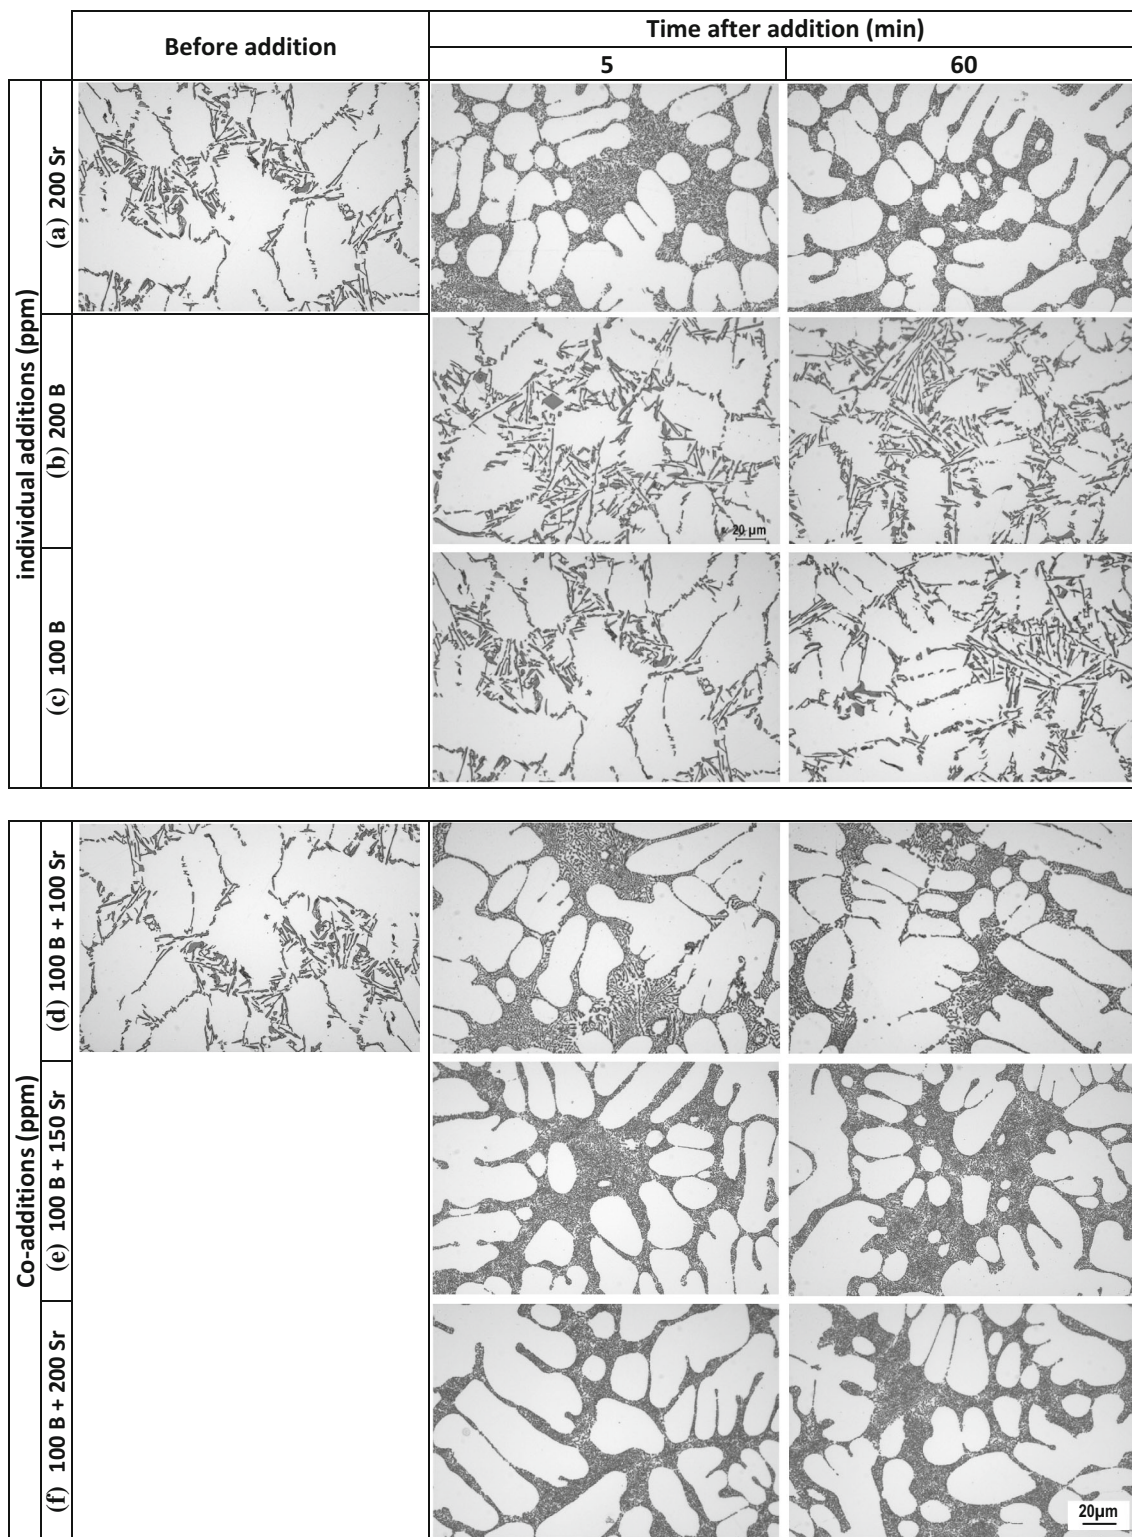 Before addition
Time after addition (min)
5
60
individual additions (ppm)
(a) 200 Sr
(b) 200 B
20 µm
(c) 100 B
Co-additions (ppm)
(d) 100 B + 100 Sr
(e) 100 B + 150 Sr
(f) 100 B + 200 Sr
20µm